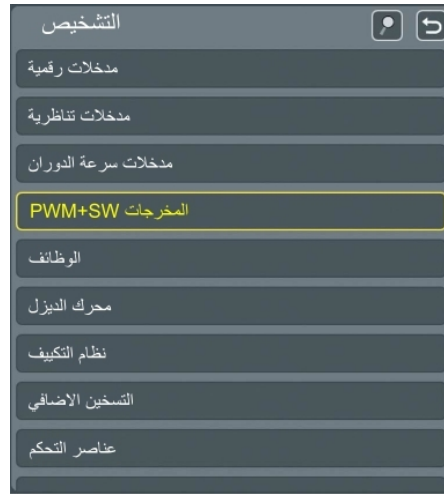 التشخيص
مدخلات رقمية
مدخلات تناظرية
مدخلات سرعة الدوران
المخرجات PWM+SW
الوظائف
محرك الديزل
نظام التكييف
التسخين الاضافي
عناصر التحكم